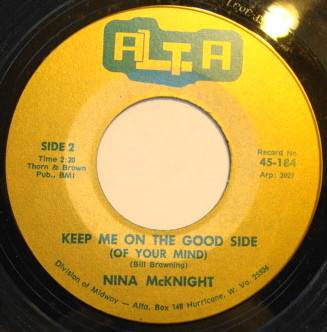 ALTA
SIDE 2
Time 2:20
Thorn & Brown
Pub., BMI
Record No.
45-184
Arp: 2027
KEEP ME ON THE GOOD SIDE
(OF YOUR MIND)
(Bill Browning)
NINA McKNIGHT
Division of Midway - Alta, Box 148 Hurricane, W. Va. 25526